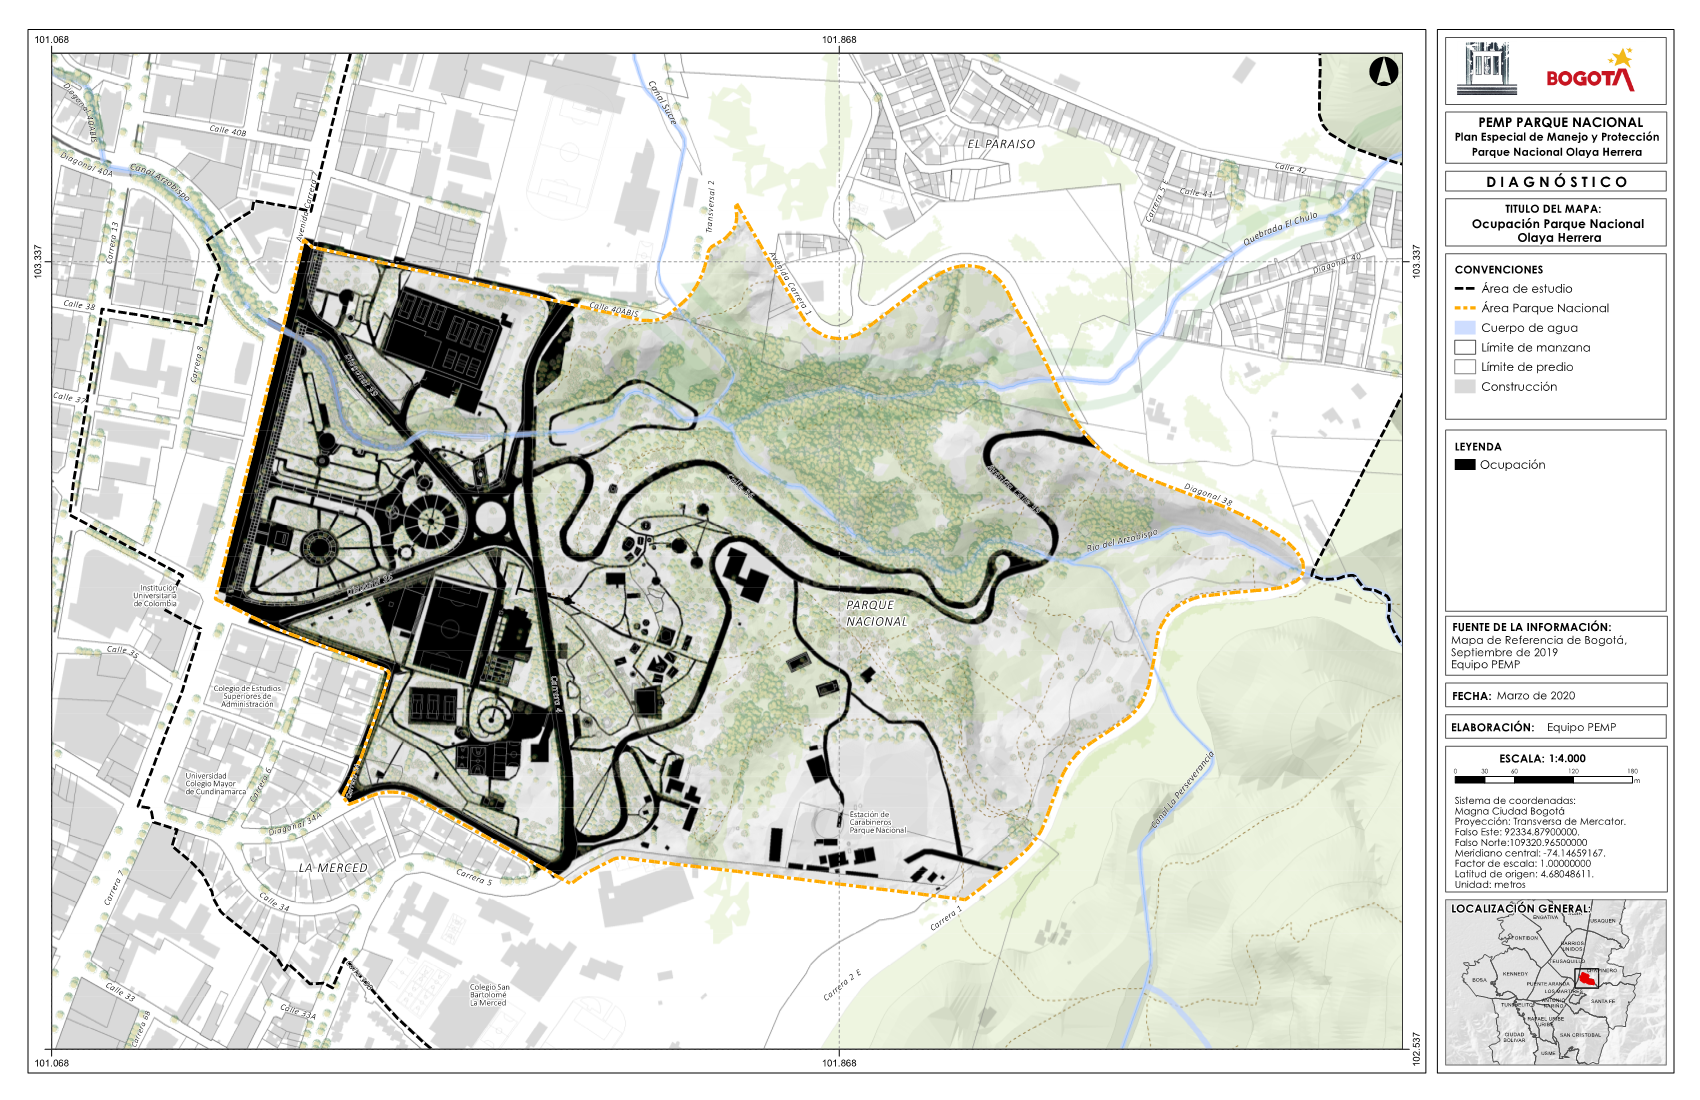 101.068
101.868
103.337
103.337
102.537
101.068
101.868
Diagonal 40ABIS
Calle 40B
Diagonal 40A
Canal Arzobispo
Carrera 13
Avenida Carrera 7
Calle 38
Carrera 8
Calle 37
Canal Sucre
Transversal 2
EL PARAISO
Calle 42
Calle 41
Carrera 5 E
Quebrada El Chulo
Diagonal 40
Avenida Carrera 1
Calle 40ABIS
Diagonal 39
Calle 36
Diagonal 38
Río del Arzobispo
PARQUE
NACIONAL
Institución
Universitaria
de Colombia
Calle 35
Colegio de Estudios
Superiores de
Administración
Carrera 4
Universidad
Colegio Mayor
de Cundinamarca
Carrera 6
Diagonal 34A
LA MERCED
Carrera 5
Carrera 7
Calle 34
Estación de
Carabineros
Parque Nacional
Canal La Perseverancia
Carrera 1
Carrera 2 E
Colegio San
Bartolomé
La Merced
Calle 33
Calle 33A
Carrera 6B
BOGOTÁ
PEMP PARQUE NACIONAL
Plan Especial de Manejo y Protección
Parque Nacional Olaya Herrera
DIAGNÓSTICO
TITULO DEL MAPA:
Ocupación Parque Nacional
Olaya Herrera
CONVENCIONES
Área de estudio
Área Parque Nacional
Cuerpo de agua
Límite de manzana
Límite de predio
Construcción
LEYENDA
Ocupación
FUENTE DE LA INFORMACIÓN:
Mapa de Referencia de Bogotá,
Septiembre de 2019
Equipo PEMP
FECHA: Marzo de 2020
ELABORACIÓN: Equipo PEMP
ESCALA: 1:4.000
0 30 60 120 180
m
Sistema de coordenadas:
Magna Ciudad Bogotá
Proyección: Transversa de Mercator.
Falso Este: 92334.87900000.
Falso Norte:109320.96500000
Meridiano central: -74.14659167.
Factor de escala: 1.00000000
Latitud de origen: 4.68048611.
Unidad: metros
LOCALIZACIÓN GENERAL:
ENGATIVA
USAQUEN
FONTIBON
BARRIOS
UNIDOS
TEUSAQUILLO
CHAPINERO
KENNEDY
BOSA
PUENTE ARANDA
LOS MARTIRES
SANTA FE
ANTONIO
NARIÑO
TUNJUELITO
RAFAEL URIBE
URIBE
CIUDAD
BOLIVAR
SAN CRISTOBAL
USME